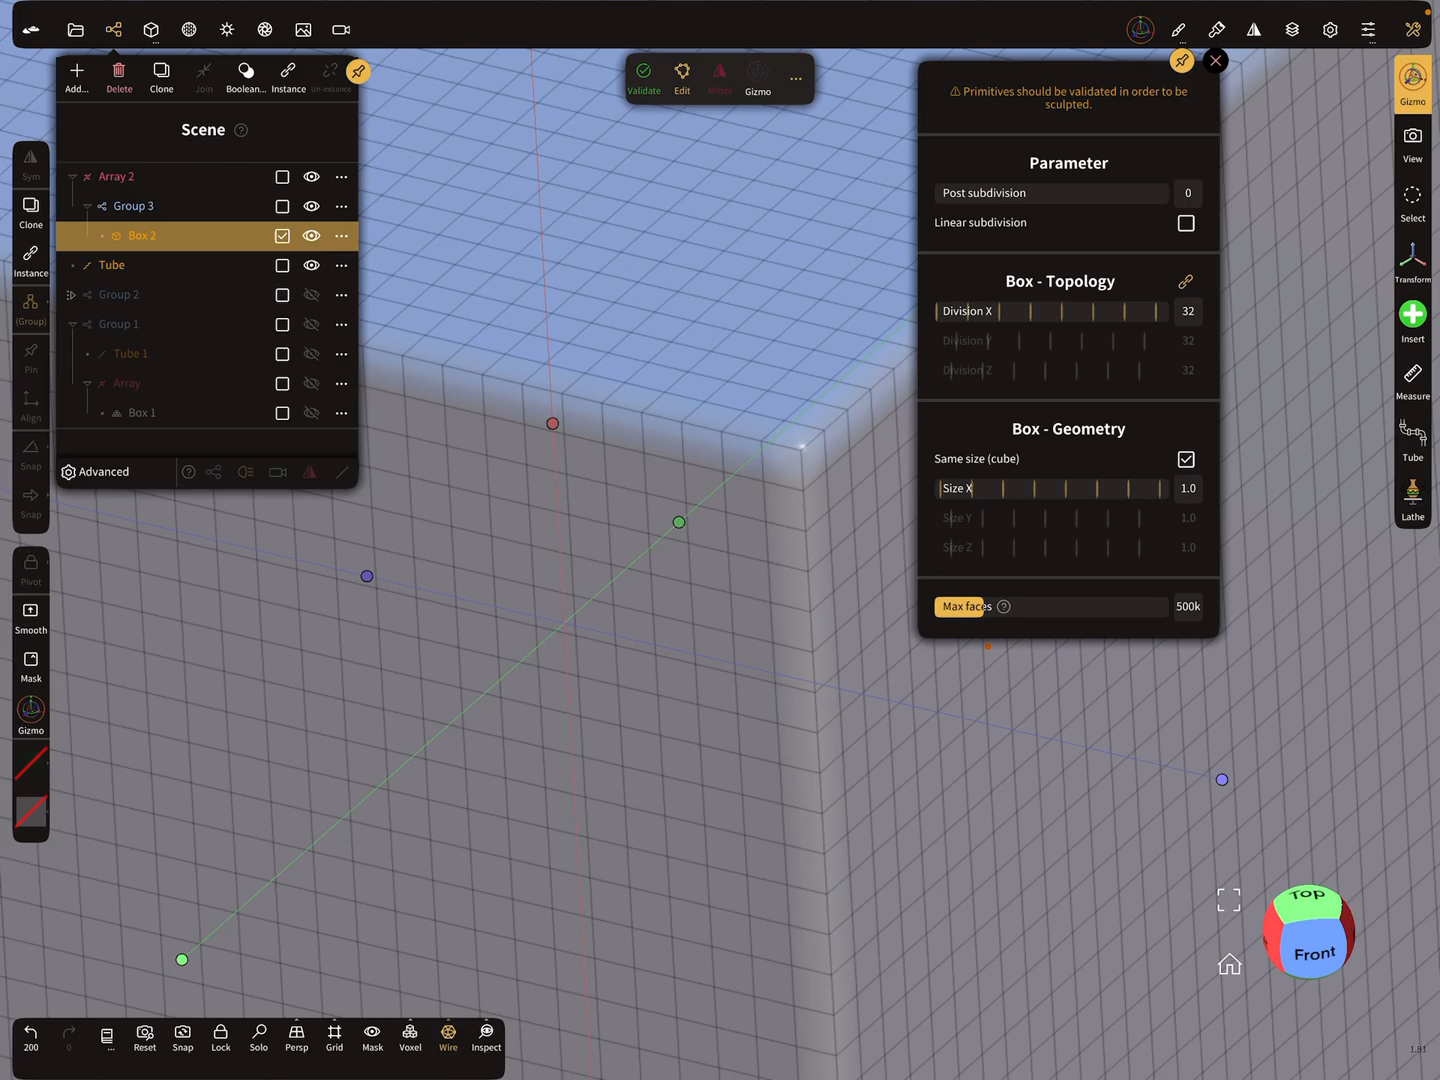 Add...
Delete
Clone
Join
Boolean...
Instance
Un-instance
Validate
Edit
Mirror
Gizmo
...
Scene
Array 2
Group 3
Box 2
Tube
Group 2
Group 1
Tube 1
Array
Box 1
Advanced
Sym
Clone
Instance
(Group)
Pin
Align
Snap
Snap
Pivot
Smooth
Mask
Gizmo
⚠ Primitives should be validated in order to be
sculpted.
Parameter
Post subdivision 0
Linear subdivision
Box - Topology
Division X 32
Division Y 32
Division Z 32
Box - Geometry
Same size (cube)
Size X 1.0
Size Y 1.0
Size Z 1.0
Max faces 500k
Gizmo
View
Select
Transform
Insert
Measure
Tube
Lathe
Top
Front
200
0
...
Reset
Snap
Lock
Solo
Persp
Grid
Mask
Voxel
Wire
Inspect
1.81